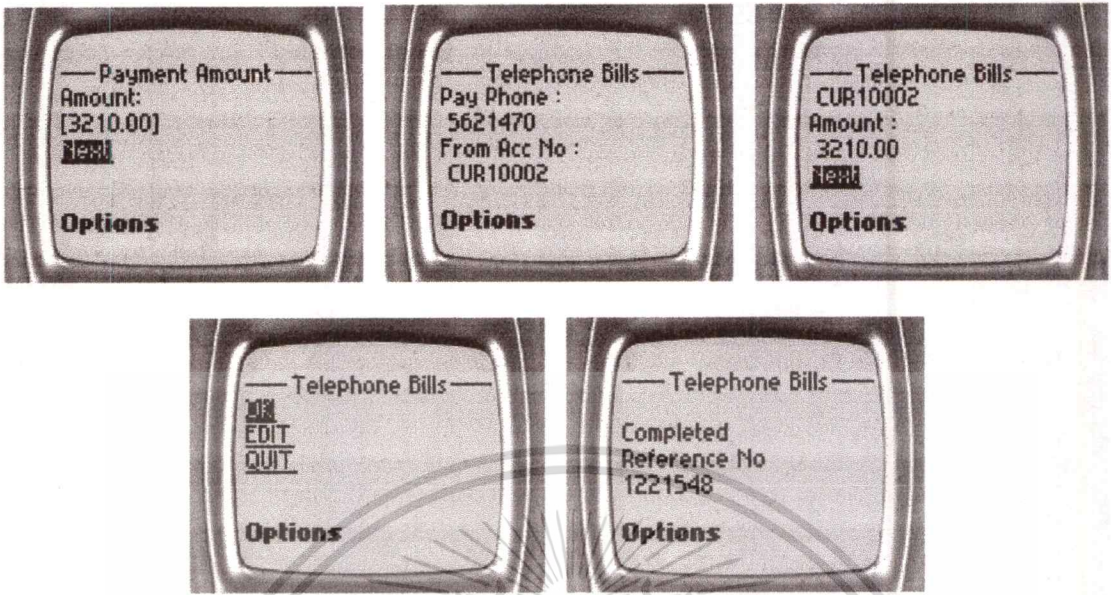 Payment Amount
Amount:
[3210.00]
Next
Options
Telephone Bills
Pay Phone :
5621470
From Acc No :
CUR10002
Options
Telephone Bills
CUR10002
Amount :
3210.00
Next
Options
Telephone Bills
OK
EDIT
QUIT
Options
Telephone Bills
Completed
Reference No
1221548
Options